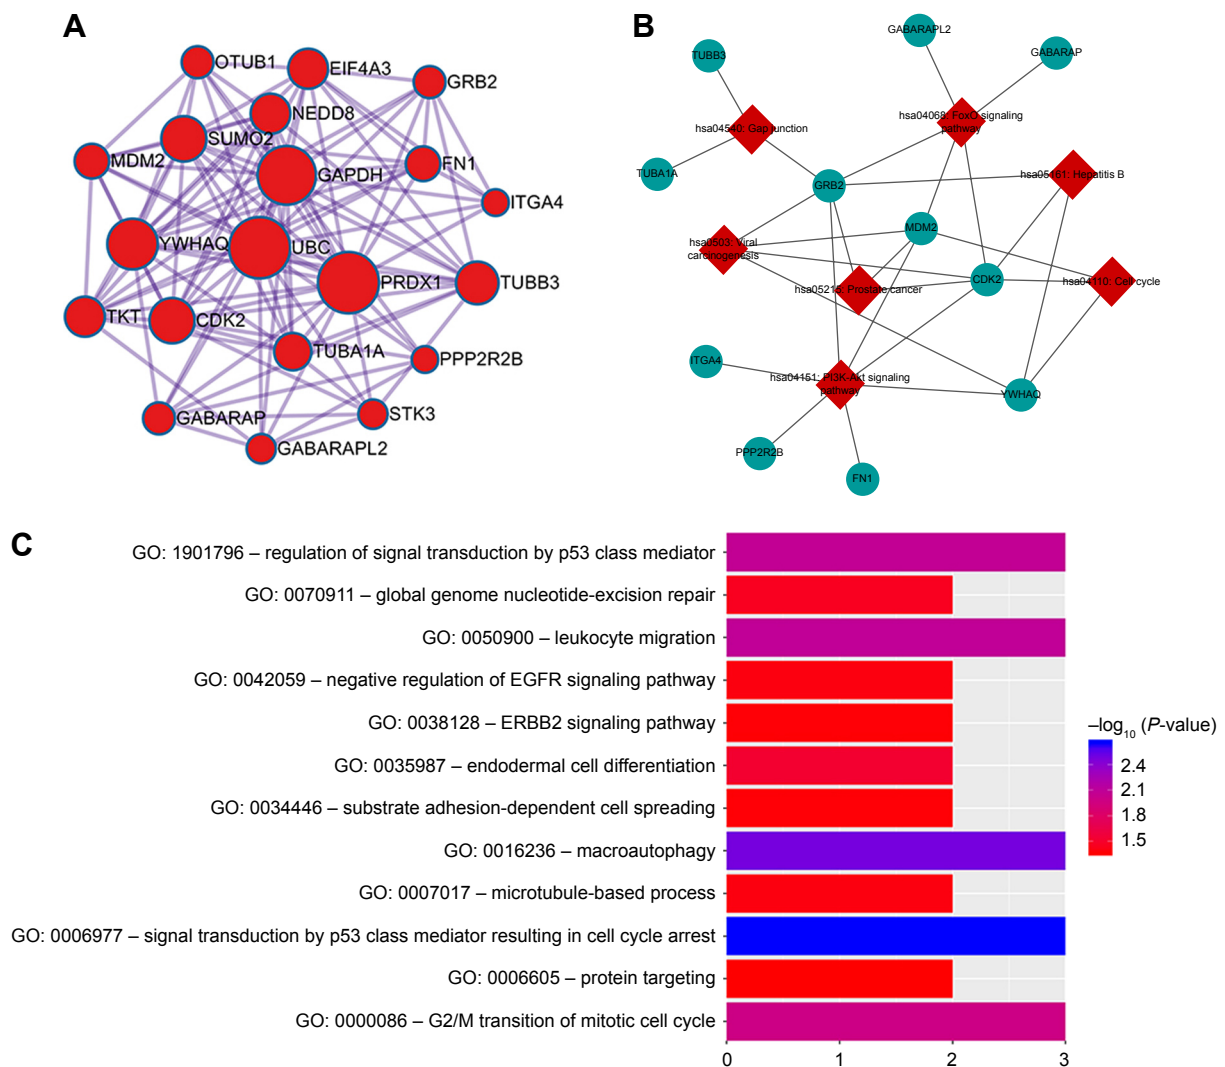 A
OTUB1
EIF4A3
GRB2
NEDD8
SUMO2
MDM2
GAPDH
FN1
ITGA4
YWHAQ
UBC
PRDX1
TUBB3
TKT
CDK2
TUBA1A
PPP2R2B
GABARAP
STK3
GABARAPL2
B
GABARAPL2
TUBB3
GABARAP
hsa04540: Gap junction
hsa04068: FoxO signaling
pathway
TUBA1A
GRB2
hsa05161: Hepatitis B
MDM2
hsa0503: Viral
carcinogenesis
CDK2
hsa05215: Prostate cancer
hsa04110: Cell cycle
ITGA4
hsa04151: PI3K-Akt signaling
pathway
YWHAQ
PPP2R2B
FN1
C
GO: 1901796 – regulation of signal transduction by p53 class mediator
GO: 0070911 – global genome nucleotide-excision repair
GO: 0050900 – leukocyte migration
GO: 0042059 – negative regulation of EGFR signaling pathway
GO: 0038128 – ERBB2 signaling pathway
GO: 0035987 – endodermal cell differentiation
GO: 0034446 – substrate adhesion-dependent cell spreading
GO: 0016236 – macroautophagy
GO: 0007017 – microtubule-based process
GO: 0006977 – signal transduction by p53 class mediator resulting in cell cycle arrest
GO: 0006605 – protein targeting
GO: 0000086 – G2/M transition of mitotic cell cycle
0 1 2 3
–log10 (P-value)
2.4
2.1
1.8
1.5